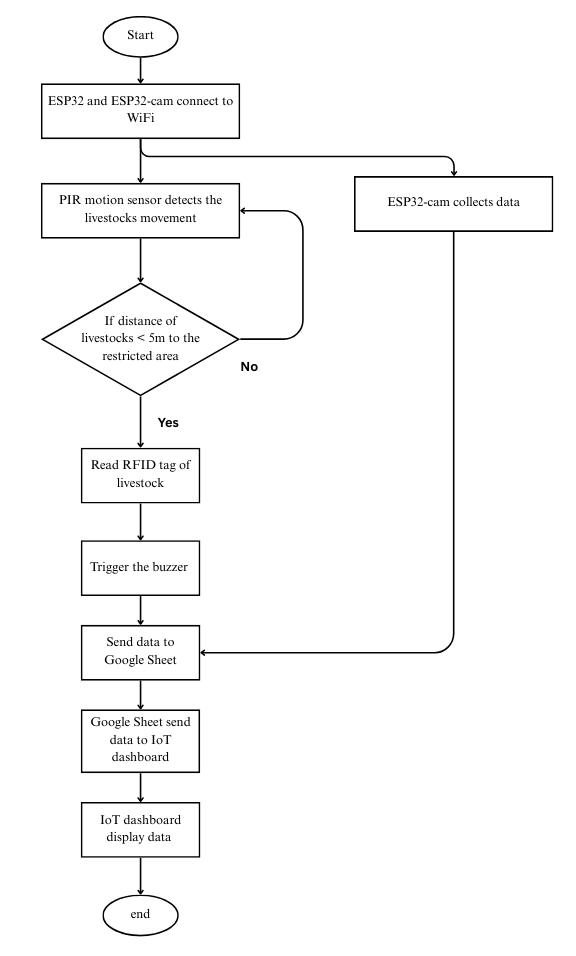 Start
ESP32 and ESP32-cam connect to
WiFi
PIR motion sensor detects the
livestocks movement
ESP32-cam collects data
If distance of
livestocks < 5m to the
restricted area
No
Yes
Read RFID tag of
livestock
Trigger the buzzer
Send data to
Google Sheet
Google Sheet send
data to IoT
dashboard
IoT dashboard
display data
end